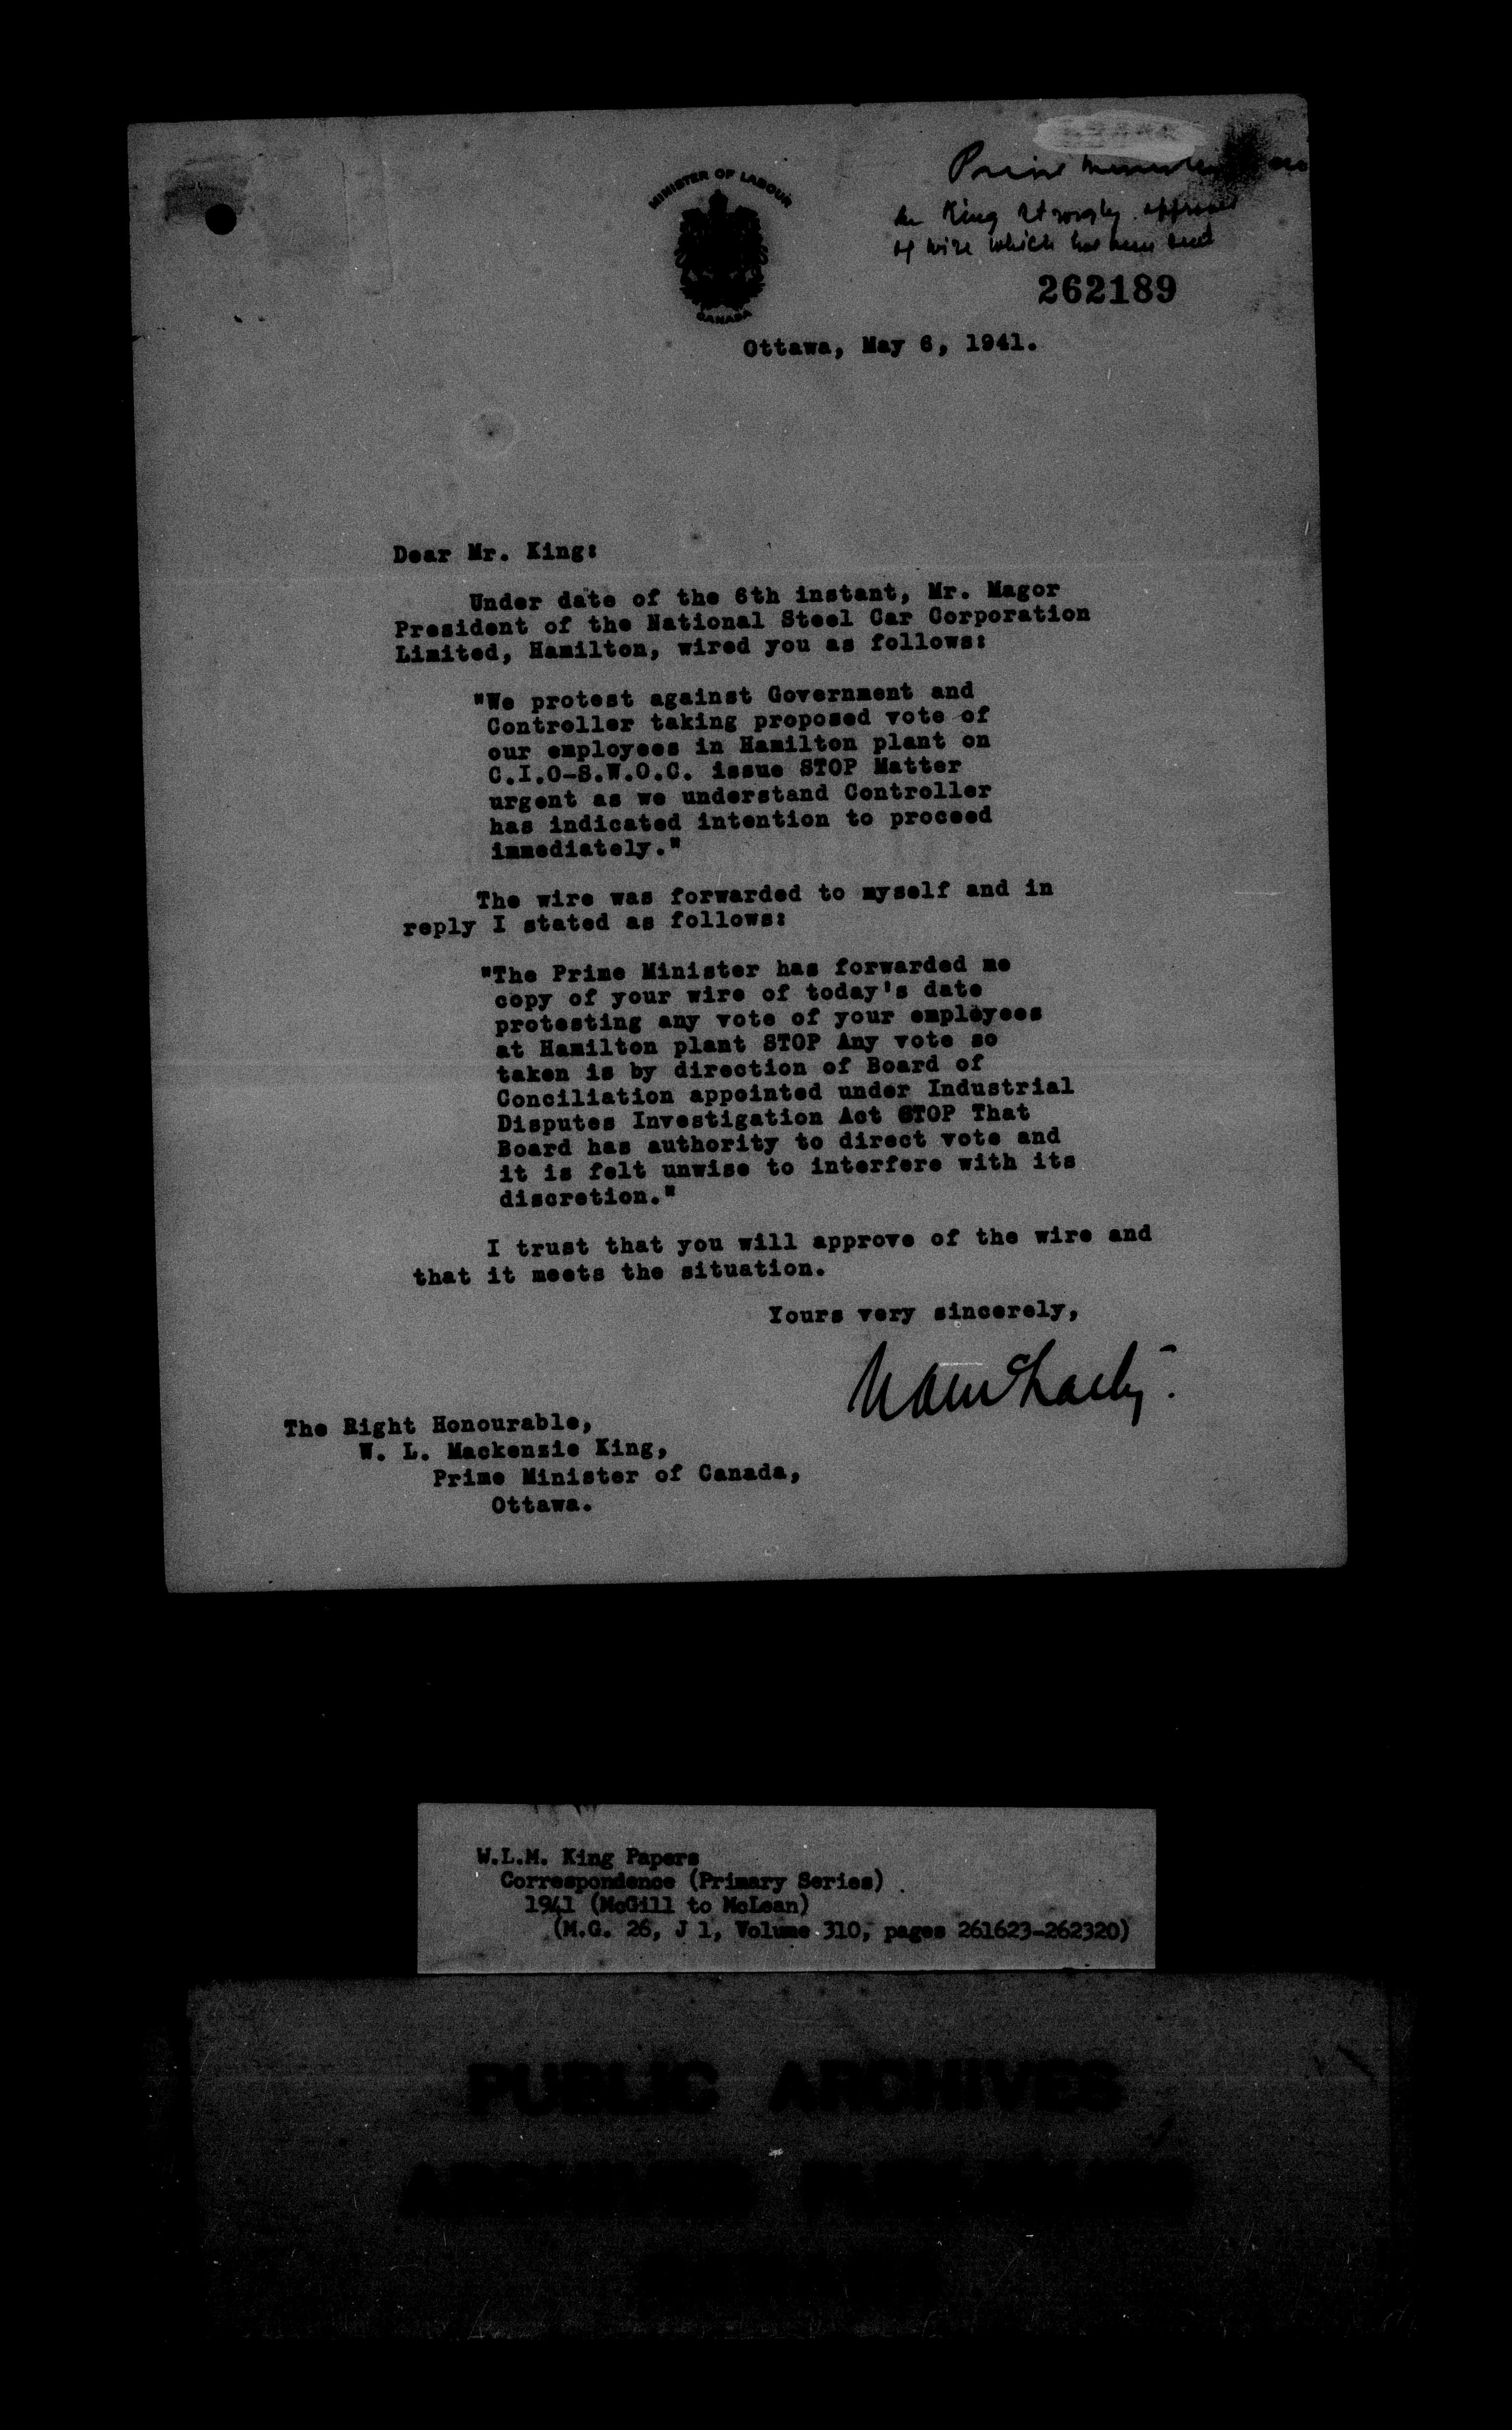 MINISTER OF LABOUR
CANADA
Prime Minister
Mr King strongly approves
of wire which has been sent
262189
Ottawa, May 6, 1941.
Dear Mr. King:
Under date of the 6th instant, Mr. Magor
President of the National Steel Car Corporation
Limited, Hamilton, wired you as follows:
"We protest against Government and
Controller taking proposed vote of
our employees in Hamilton plant on
C.I.O-S.W.O.C. issue STOP Matter
urgent as we understand Controller
has indicated intention to proceed
immediately."
The wire was forwarded to myself and in
reply I stated as follows:
"The Prime Minister has forwarded me
copy of your wire of today's date
protesting any vote of your employees
at Hamilton plant STOP Any vote so
taken is by direction of Board of
Conciliation appointed under Industrial
Disputes Investigation Act STOP That
Board has authority to direct vote and
it is felt unwise to interfere with its
discretion."
I trust that you will approve of the wire and
that it meets the situation.
Yours very sincerely,
The Right Honourable,
W. L. Mackenzie King,
Prime Minister of Canada,
Ottawa.
W.L.M. King Papers
Correspondence (Primary Series)
1941 (McGill to McLean)
(M.G. 26, J 1, Volume 310, pages 261623-262320)
PUBLIC ARCHIVES